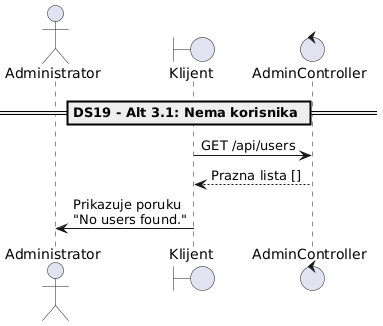 Administrator
Klijent
AdminController
DS19 - Alt 3.1: Nema korisnika
GET /api/users
Prazna lista []
Prikazuje poruku
"No users found."
Administrator
Klijent
AdminController